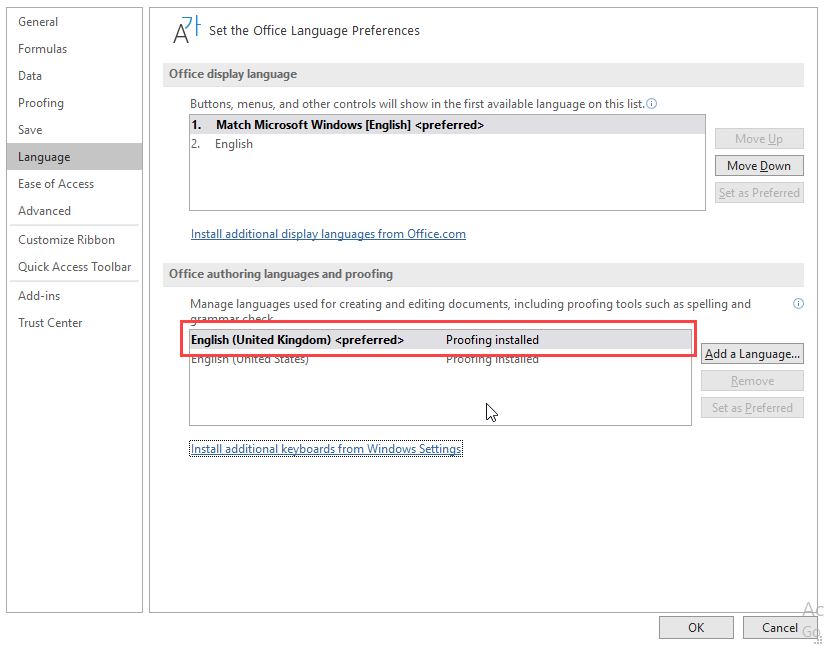 General
Formulas
Data
Proofing
Save
Language
Ease of Access
Advanced
Customize Ribbon
Quick Access Toolbar
Add-ins
Trust Center
Set the Office Language Preferences
Office display language
Buttons, menus, and other controls will show in the first available language on this list.
1. Match Microsoft Windows [English] <preferred>
2. English
Move Up
Move Down
Set as Preferred
Install additional display languages from Office.com
Office authoring languages and proofing
Manage languages used for creating and editing documents, including proofing tools such as spelling and
grammar check.
English (United Kingdom) <preferred> Proofing installed
English (United States) Proofing installed
Add a Language...
Remove
Set as Preferred
Install additional keyboards from Windows Settings
OK
Cancel